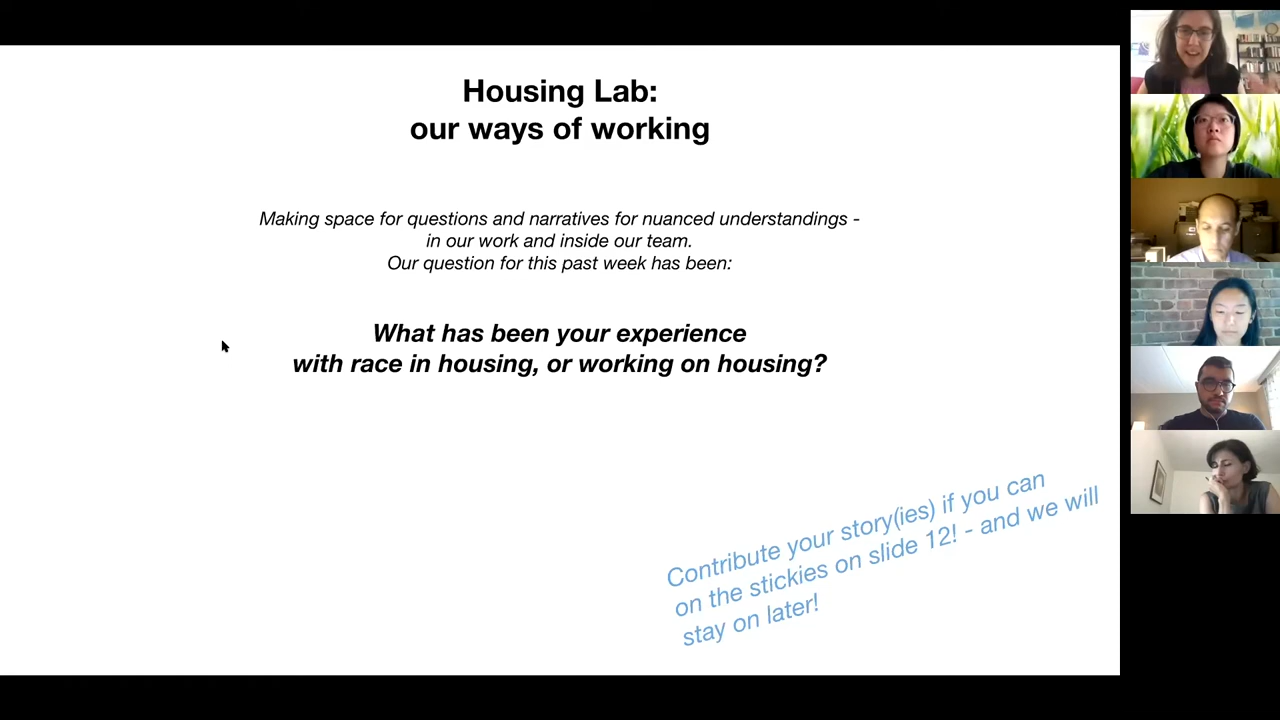 Housing Lab:
our ways of working
Making space for questions and narratives for nuanced understandings -
in our work and inside our team.
Our question for this past week has been:
What has been your experience
with race in housing, or working on housing?
Contribute your story(ies) if you can
on the stickies on slide 12! - and we will
stay on later!